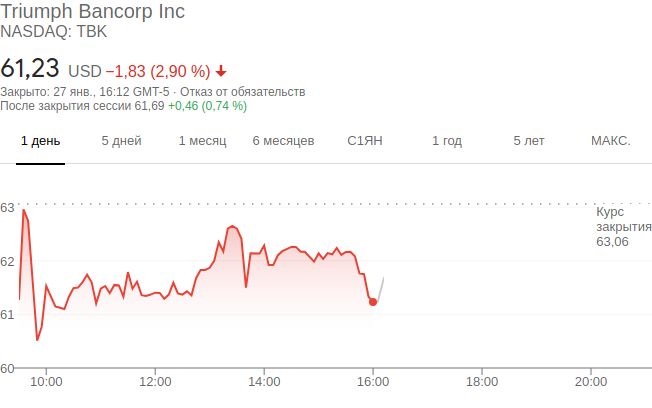 Triumph Bancorp Inc
NASDAQ: TBK
61,23 USD −1,83 (2,90 %)
Закрыто: 27 янв., 16:12 GMT-5 · Отказ от обязательств
После закрытия сессии 61,69 +0,46 (0,74 %)
1 день 5 дней 1 месяц 6 месяцев С1ЯН 1 год 5 лет МАКС.
63
Курс
закрытия
63,06
62
61
60
10:00 12:00 14:00 16:00 18:00 20:00